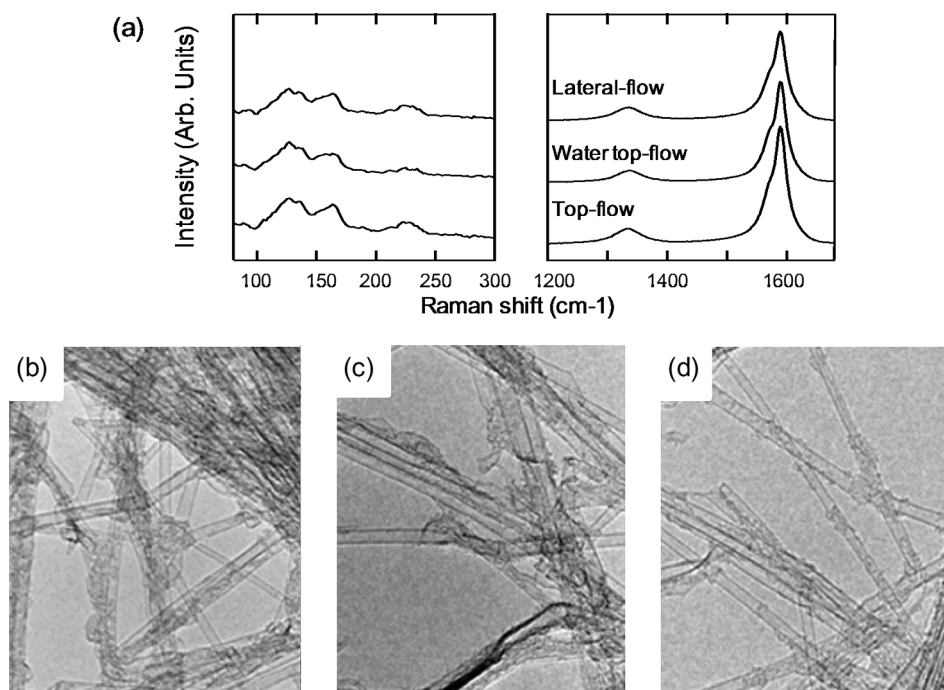 (a)
Intensity (Arb. Units)
Lateral-flow
Water top-flow
Top-flow
100 150 200 250 300 1200 1400 1600
Raman shift (cm-1)
(b) (c) (d)